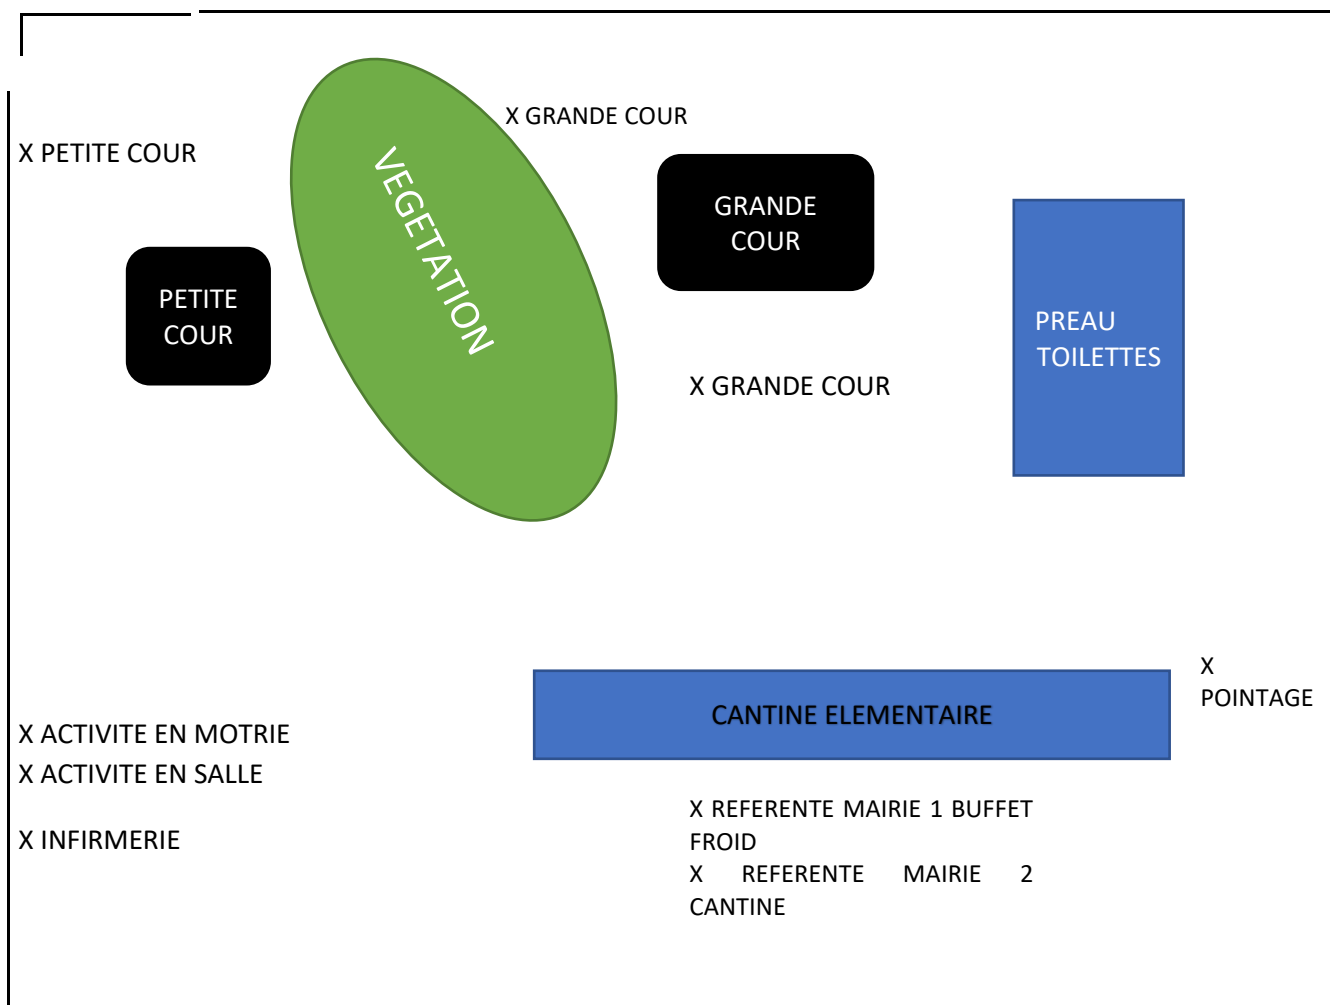 X GRANDE COUR
X PETITE COUR
VEGETATION
GRANDE
COUR
PETITE
COUR
PREAU
TOILETTES
X GRANDE COUR
X
POINTAGE
CANTINE ELEMENTAIRE
X ACTIVITE EN MOTRIE
X ACTIVITE EN SALLE
X INFIRMERIE
X REFERENTE MAIRIE 1 BUFFET
FROID
X REFERENTE MAIRIE 2
CANTINE